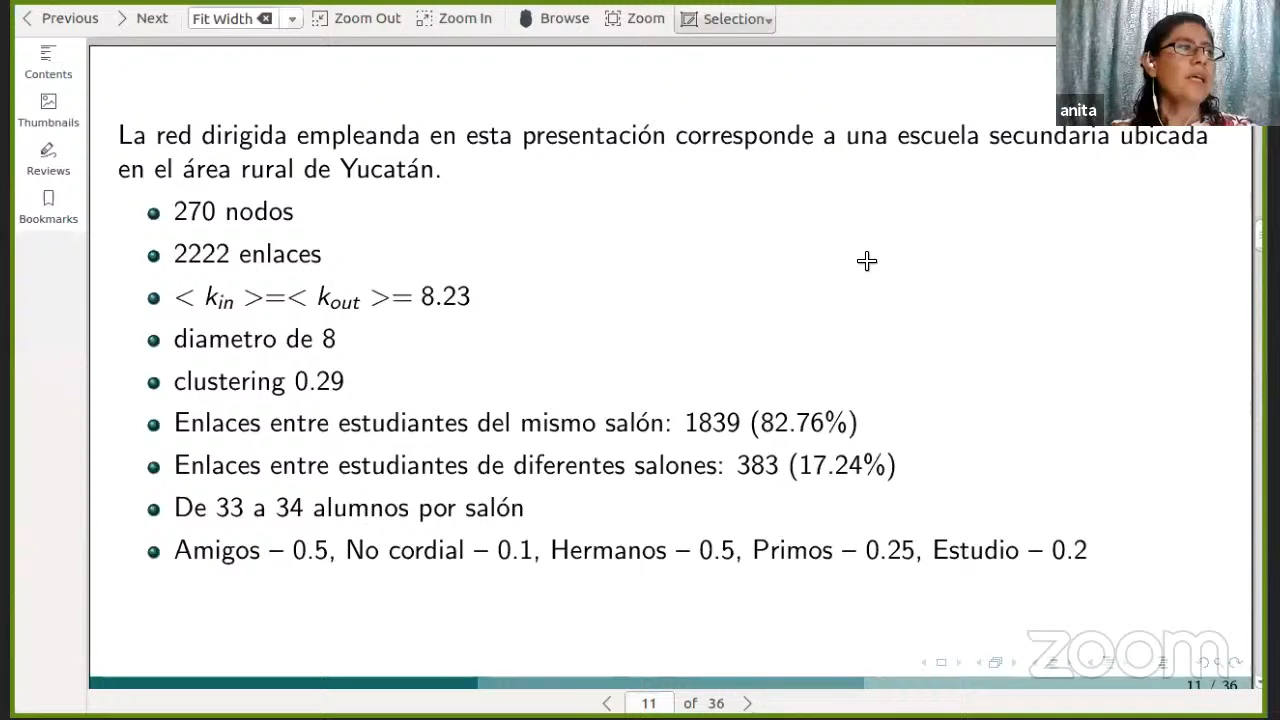 Previous Next Fit Width Zoom Out Zoom In Browse Zoom Selection
Contents
Thumbnails
Reviews
Bookmarks
anita
La red dirigida empleanda en esta presentación corresponde a una escuela secundaria ubicada
en el área rural de Yucatán.
270 nodos
2222 enlaces
< k_in >=< k_out >= 8.23
diametro de 8
clustering 0.29
Enlaces entre estudiantes del mismo salón: 1839 (82.76%)
Enlaces entre estudiantes de diferentes salones: 383 (17.24%)
De 33 a 34 alumnos por salón
Amigos – 0.5, No cordial – 0.1, Hermanos – 0.5, Primos – 0.25, Estudio – 0.2
zoom
11 / 36
11 of 36